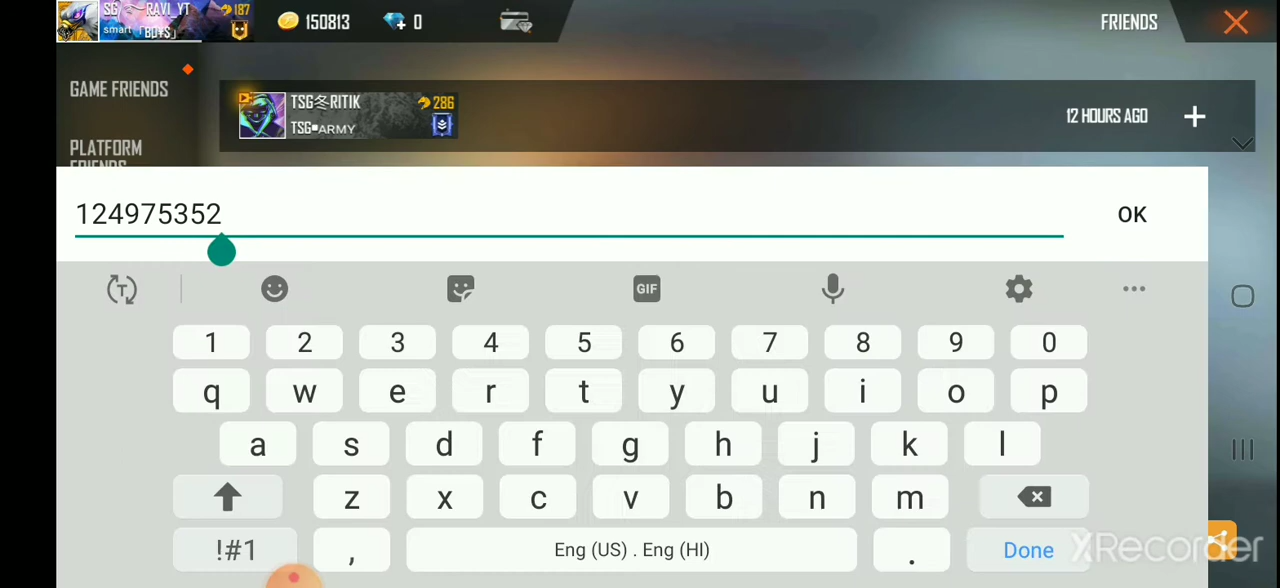 SG RAVI_YT 187
smart 「BO¥S」
150813 0 FRIENDS
GAME FRIENDS
PLATFORM
FRIENDS
TSG冬RITIK 286
TSG■ARMY
12 HOURS AGO
124975352 OK
GIF
1 2 3 4 5 6 7 8 9 0
q w e r t y u i o p
a s d f g h j k l
z x c v b n m
!#1 , Eng (US) . Eng (HI) . Done
XRecorder